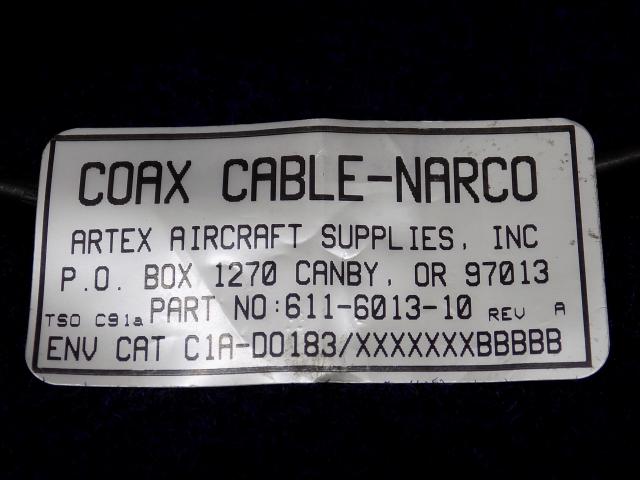 COAX CABLE-NARCO
ARTEX AIRCRAFT SUPPLIES, INC
P.O. BOX 1270 CANBY, OR 97013
TSO C91a PART NO:611-6013-10 REV A
ENV CAT C1A-DO183/XXXXXXXBBBBB